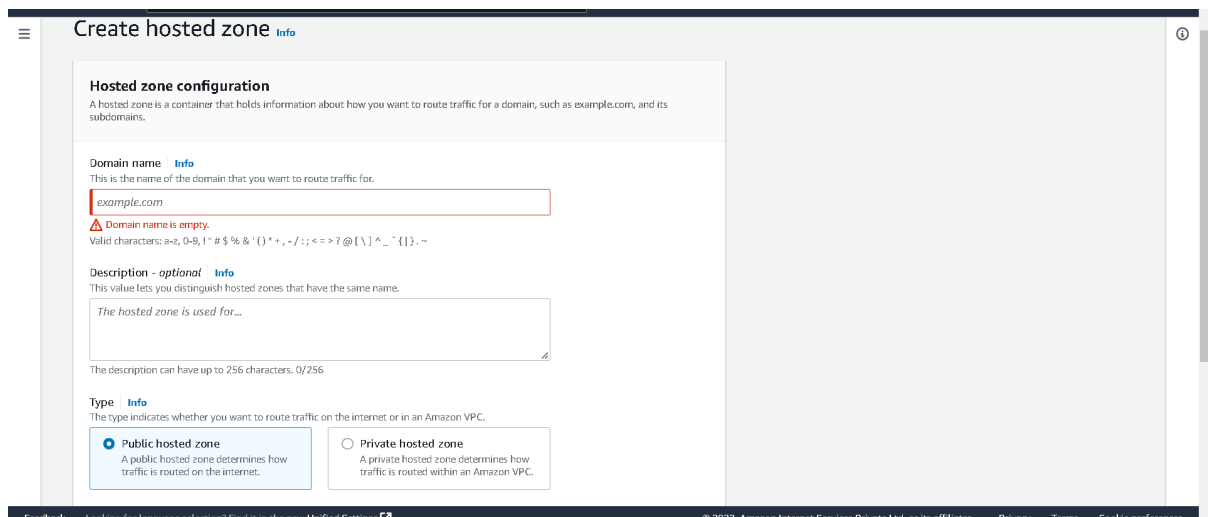 Create hosted zone Info
Hosted zone configuration
A hosted zone is a container that holds information about how you want to route traffic for a domain, such as example.com, and its
subdomains.
Domain name Info
This is the name of the domain that you want to route traffic for.
example.com
Domain name is empty.
Valid characters: a-z, 0-9, ! " # $ % & ' ( ) * + , - / : ; < = > ? @ [ \ ] ^ _ ` { | } . ~
Description - optional Info
This value lets you distinguish hosted zones that have the same name.
The hosted zone is used for...
The description can have up to 256 characters. 0/256
Type Info
The type indicates whether you want to route traffic on the internet or in an Amazon VPC.
Public hosted zone
A public hosted zone determines how
traffic is routed on the internet.
Private hosted zone
A private hosted zone determines how
traffic is routed within an Amazon VPC.